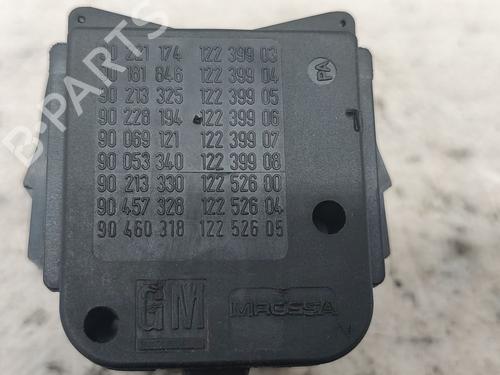 90 221 174 122 399 03
90 181 846 122 399 04
90 213 325 122 399 05
90 228 194 122 399 06
90 069 121 122 399 07
90 053 340 122 399 08
90 213 330 122 526 00
90 457 328 122 526 04
90 460 318 122 526 05
PA
GM MROSSA
B-PARTS